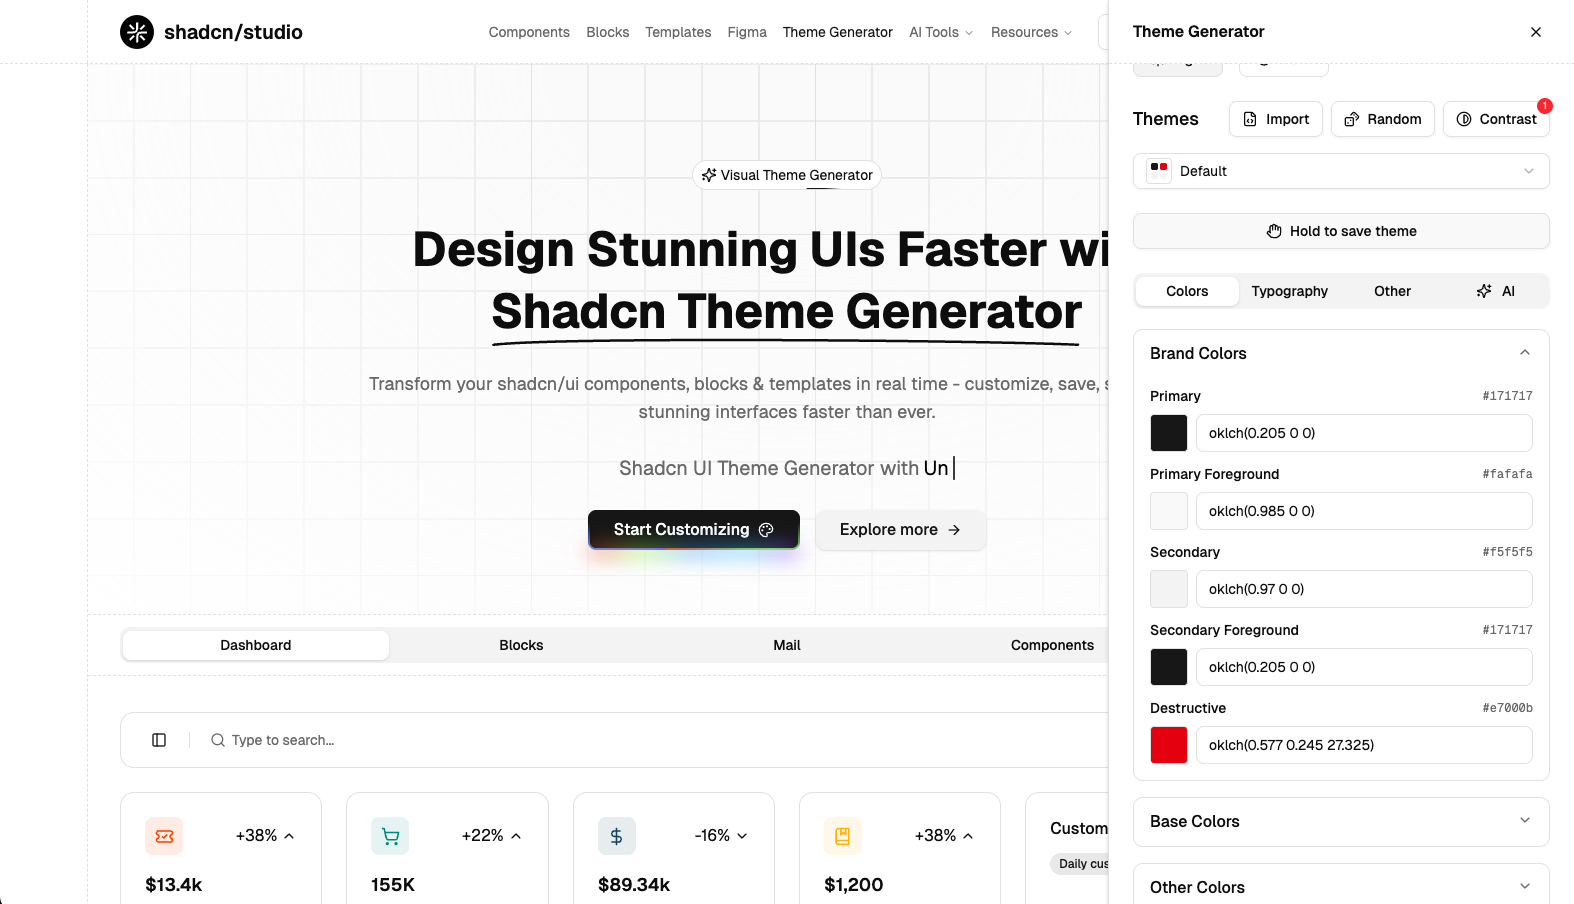 shadcn/studio
Components Blocks Templates Figma Theme Generator AI Tools Resources
Visual Theme Generator
Design Stunning UIs Faster wi
Shadcn Theme Generator
Transform your shadcn/ui components, blocks & templates in real time - customize, save,
stunning interfaces faster than ever.
Shadcn UI Theme Generator with Un
Start Customizing
Explore more
Dashboard Blocks Mail Components
Type to search...
+38%
$13.4k
+22%
155K
-16%
$89.34k
+38%
$1,200
Custom
Daily cus
Theme Generator
Themes
Import
Random
Contrast
1
Default
Hold to save theme
Colors Typography Other AI
Brand Colors
Primary #171717
oklch(0.205 0 0)
Primary Foreground #fafafa
oklch(0.985 0 0)
Secondary #f5f5f5
oklch(0.97 0 0)
Secondary Foreground #171717
oklch(0.205 0 0)
Destructive #e7000b
oklch(0.577 0.245 27.325)
Base Colors
Other Colors